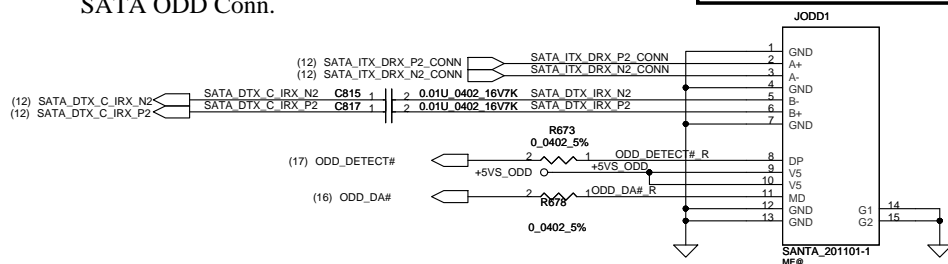 SATA ODD Conn.
JODD1
(12) SATA_ITX_DRX_P2_CONN SATA_ITX_DRX_P2_CONN 2 A+
(12) SATA_ITX_DRX_N2_CONN SATA_ITX_DRX_N2_CONN 3 A-
1 GND
4 GND
(12) SATA_DTX_C_IRX_N2 SATA_DTX_C_IRX_N2 C815 1 2 0.01U_0402_16V7K SATA_DTX_IRX_N2 5 B-
(12) SATA_DTX_C_IRX_P2 SATA_DTX_C_IRX_P2 C817 1 2 0.01U_0402_16V7K SATA_DTX_IRX_P2 6 B+
7 GND
R673
0_0402_5%
(17) ODD_DETECT# 2 1 ODD_DETECT#_R 8 DP
+5VS_ODD +5VS_ODD 9 V5
10 V5
(16) ODD_DA# 2 R678 1 ODD_DA#_R 11 MD
0_0402_5%
12 GND G1 14
13 GND G2 15
SANTA_201101-1
ME@